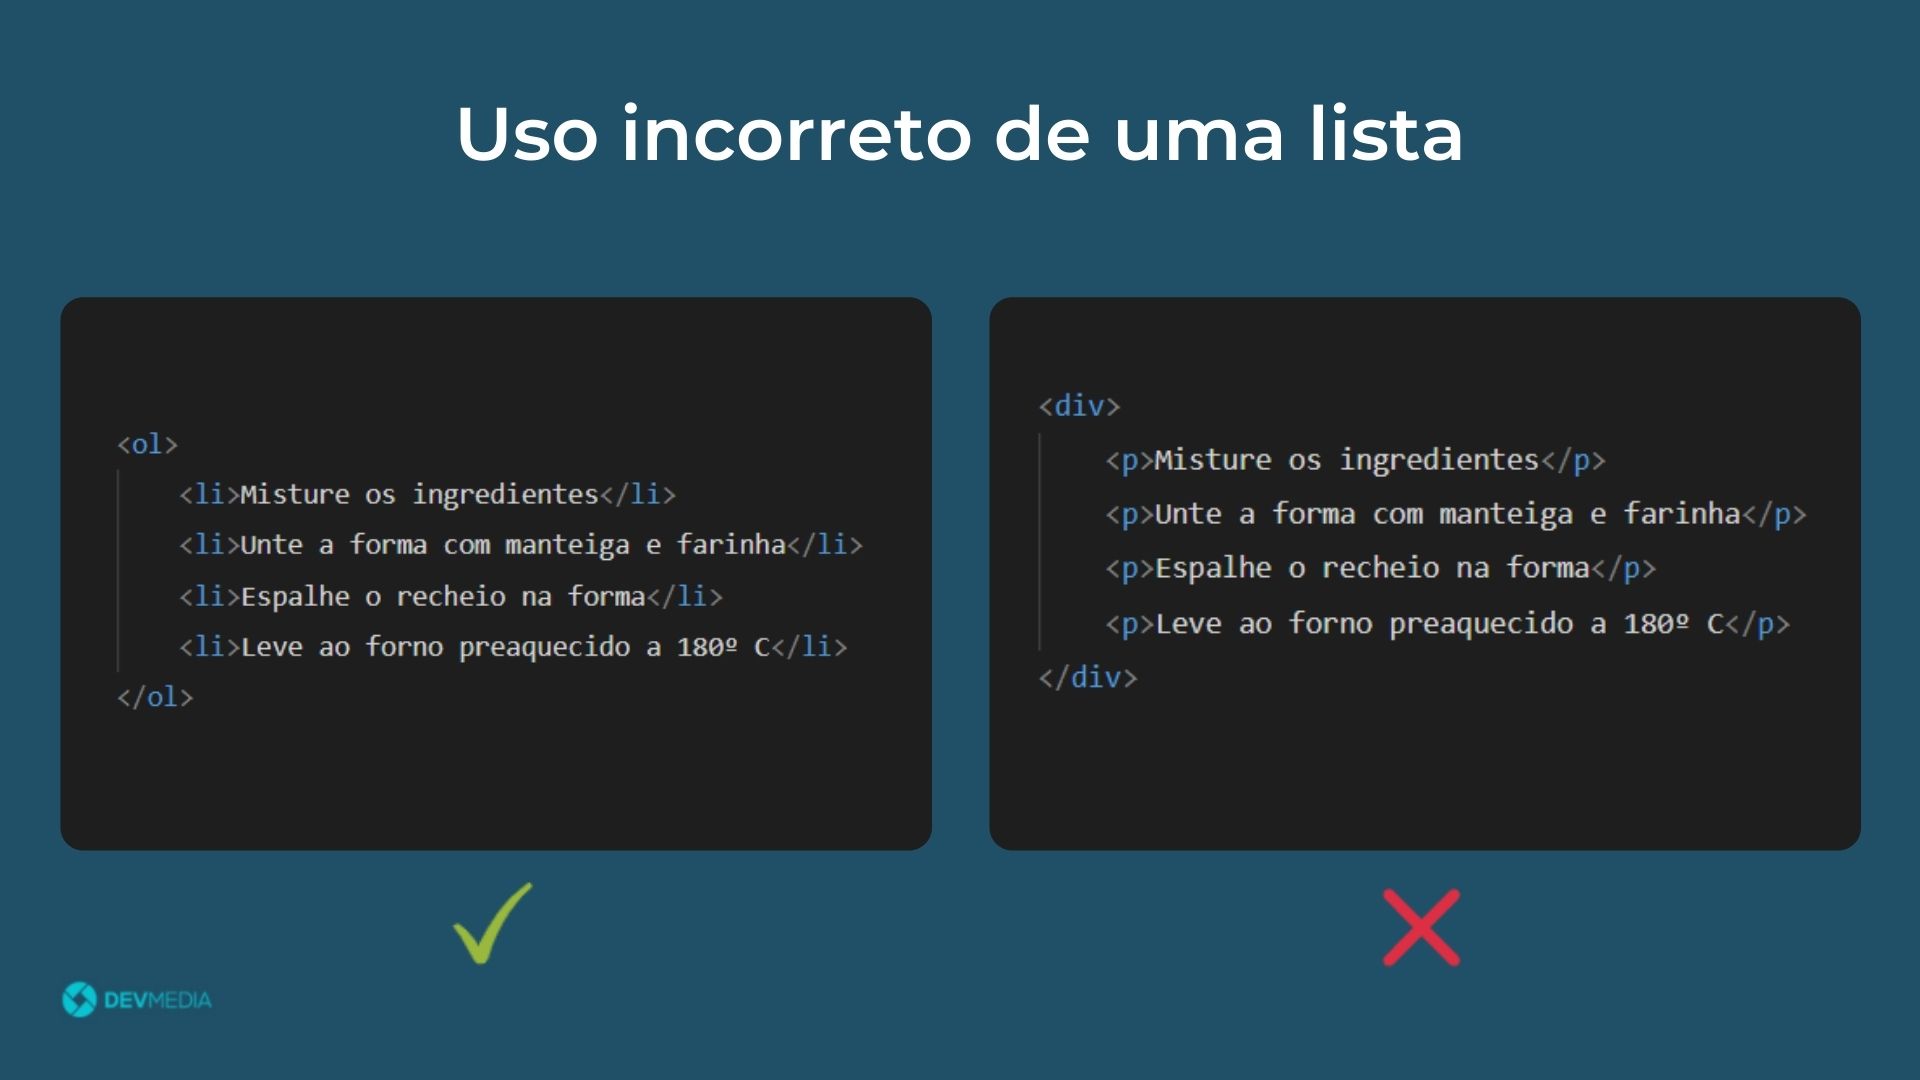 Uso incorreto de uma lista
<ol>
<li>Misture os ingredientes</li>
<li>Unte a forma com manteiga e farinha</li>
<li>Espalhe o recheio na forma</li>
<li>Leve ao forno preaquecido a 180º C</li>
</ol>
<div>
<p>Misture os ingredientes</p>
<p>Unte a forma com manteiga e farinha</p>
<p>Espalhe o recheio na forma</p>
<p>Leve ao forno preaquecido a 180º C</p>
</div>
DEVMEDIA